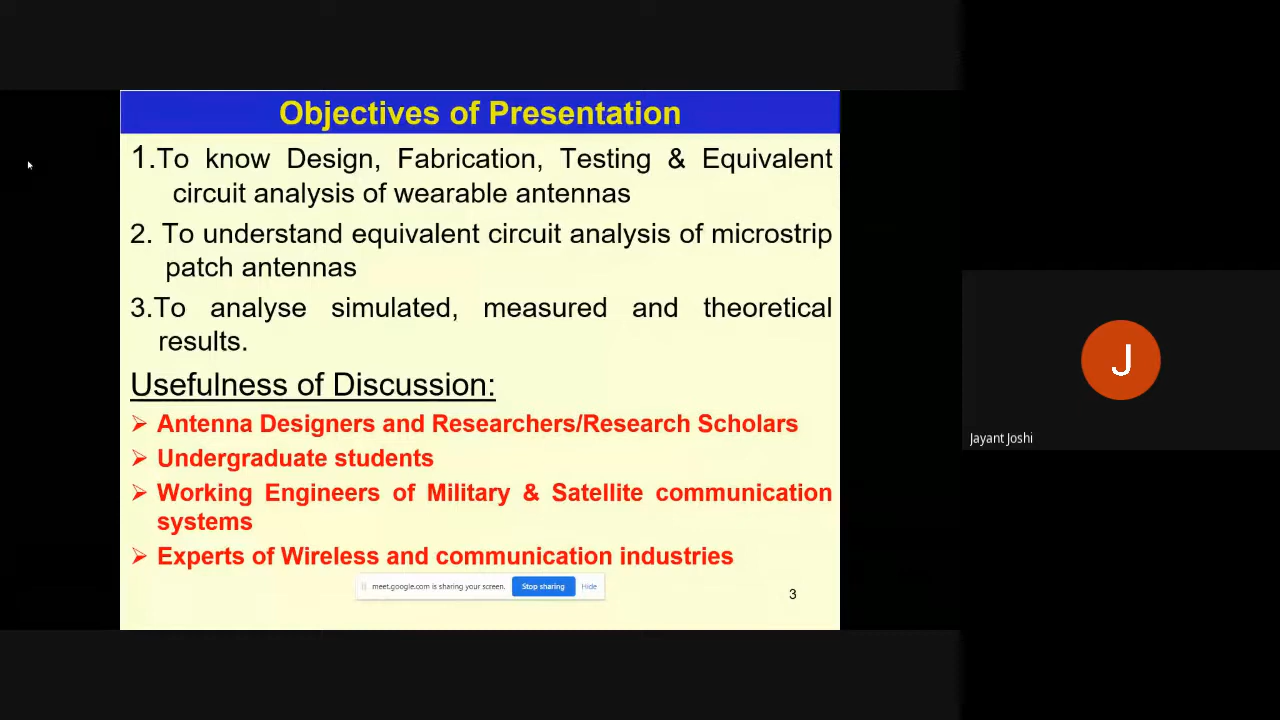 Objectives of Presentation
1.To know Design, Fabrication, Testing & Equivalent
circuit analysis of wearable antennas
2. To understand equivalent circuit analysis of microstrip
patch antennas
3.To analyse simulated, measured and theoretical
results.
Usefulness of Discussion:
➢ Antenna Designers and Researchers/Research Scholars
➢ Undergraduate students
➢ Working Engineers of Military & Satellite communication
systems
➢ Experts of Wireless and communication industries
meet.google.com is sharing your screen. Stop sharing Hide
3
J
Jayant Joshi